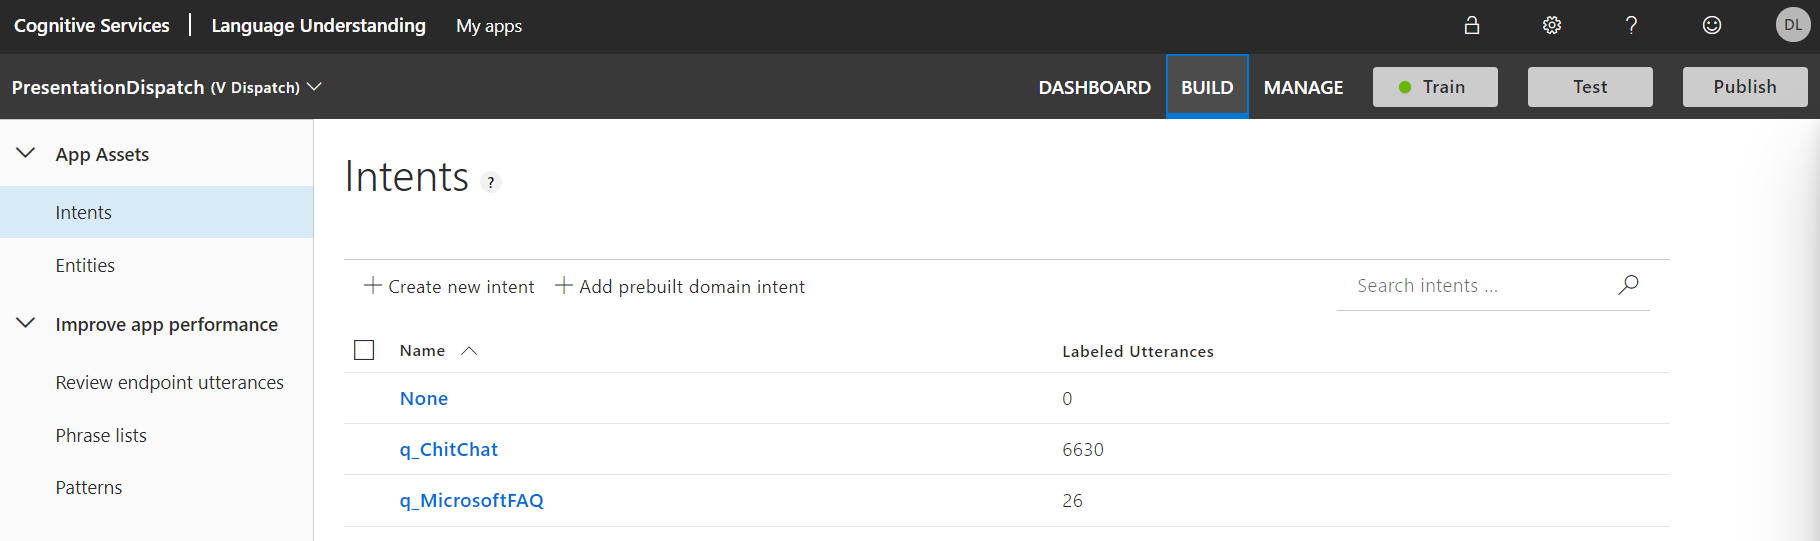 Cognitive Services | Language Understanding My apps ? DL
PresentationDispatch (V Dispatch) DASHBOARD BUILD MANAGE Train Test Publish
App Assets
Intents
Entities
Improve app performance
Review endpoint utterances
Phrase lists
Patterns
Intents ?
+ Create new intent + Add prebuilt domain intent Search intents ...
Name Labeled Utterances
None 0
q_ChitChat 6630
q_MicrosoftFAQ 26